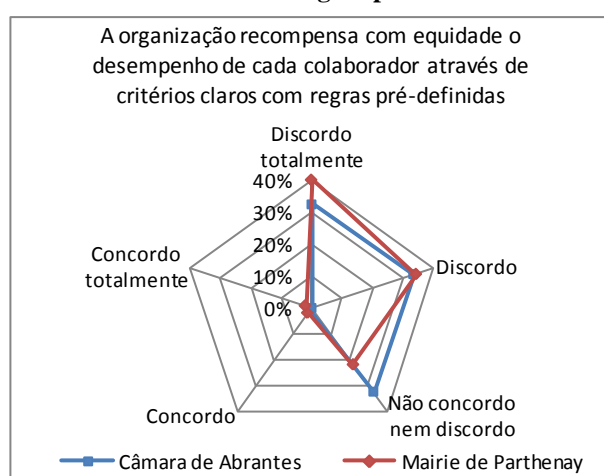 A organização recompensa com equidade o
desempenho de cada colaborador através de
critérios claros com regras pré-definidas
Discordo
totalmente
40%
30%
20%
10%
0%
Concordo
totalmente
Discordo
Concordo
Não concordo
nem discordo
Câmara de Abrantes
Mairie de Parthenay